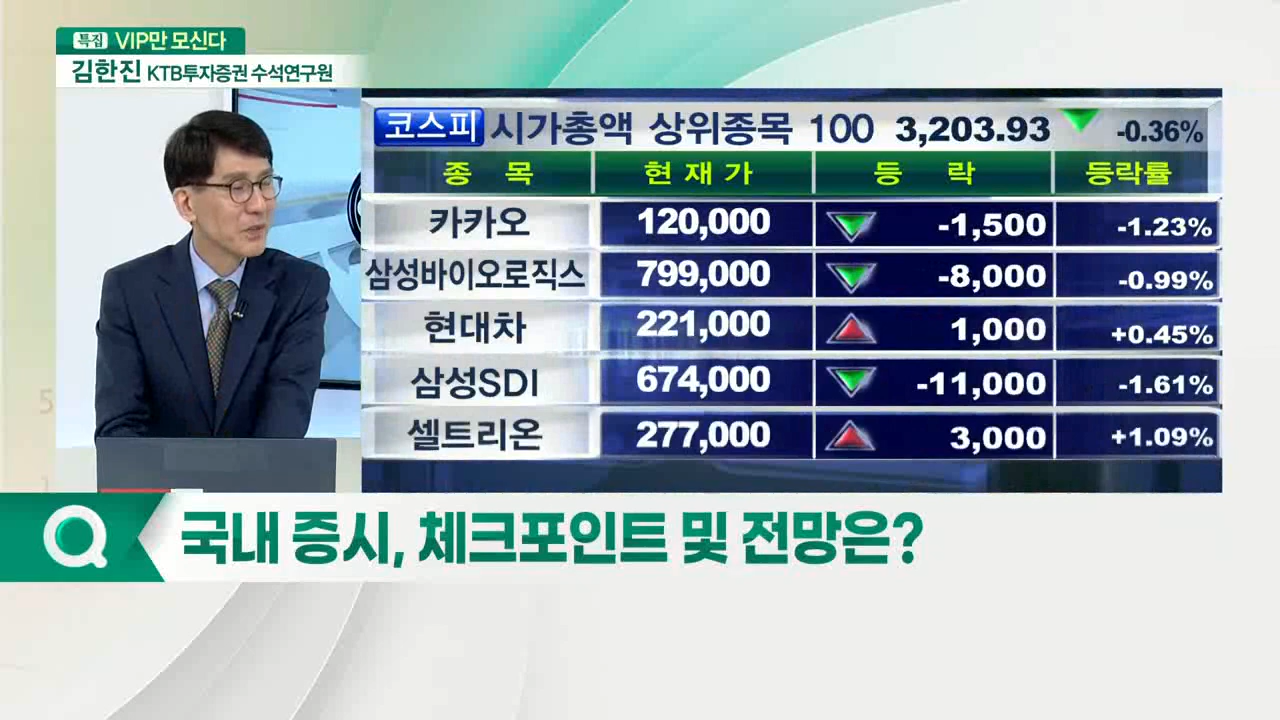 특집 VIP만 모신다
김한진 KTB투자증권 수석연구원
코스피 시가총액 상위종목 100 3,203.93 -0.36%
종 목 현재가 등 락 등락률
카카오 120,000 -1,500 -1.23%
삼성바이오로직스 799,000 -8,000 -0.99%
현대차 221,000 1,000 +0.45%
삼성SDI 674,000 -11,000 -1.61%
셀트리온 277,000 3,000 +1.09%
국내 증시, 체크포인트 및 전망은?